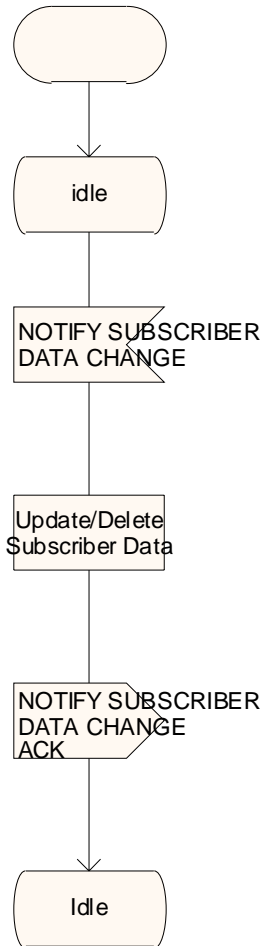 idle
NOTIFY SUBSCRIBER
DATA CHANGE
Update/Delete
Subscriber Data
NOTIFY SUBSCRIBER
DATA CHANGE
ACK
Idle